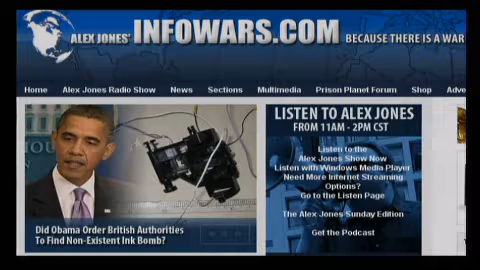 ALEX JONES' INFOWARS.COM BECAUSE THERE IS A WAR
Home Alex Jones Radio Show News Sections Multimedia Prison Planet Forum Shop Adve
LISTEN TO ALEX JONES
FROM 11AM - 2PM CST
Listen to the
Alex Jones Show Now
Listen with Windows Media Player
Need More Internet Streaming
Options?
Go to the Listen Page
The Alex Jones Sunday Edition
Get the Podcast
Did Obama Order British Authorities
To Find Non-Existent Ink Bomb?